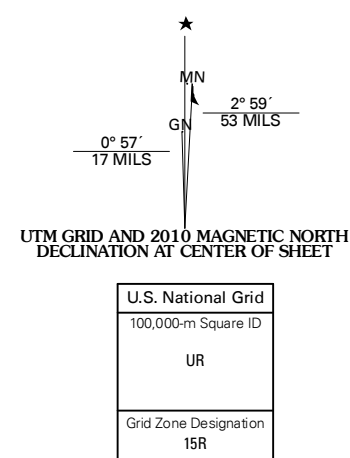 ★
MN
2° 59´
53 MILS
GN
0° 57´
17 MILS
UTM GRID AND 2010 MAGNETIC NORTH
DECLINATION AT CENTER OF SHEET
U.S. National Grid
100,000-m Square ID
UR
Grid Zone Designation
15R